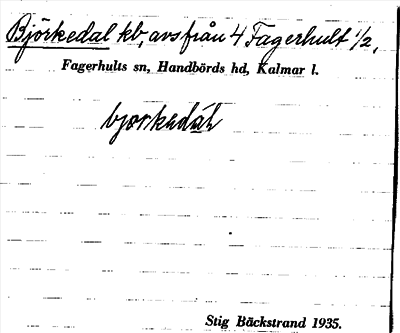 Björkedal kb, avs från 4 Fagerhult 1/2,
Fagerhults sn, Handbörds hd, Kalmar l.
bjorkedal
Stig Bäckstrand 1935.